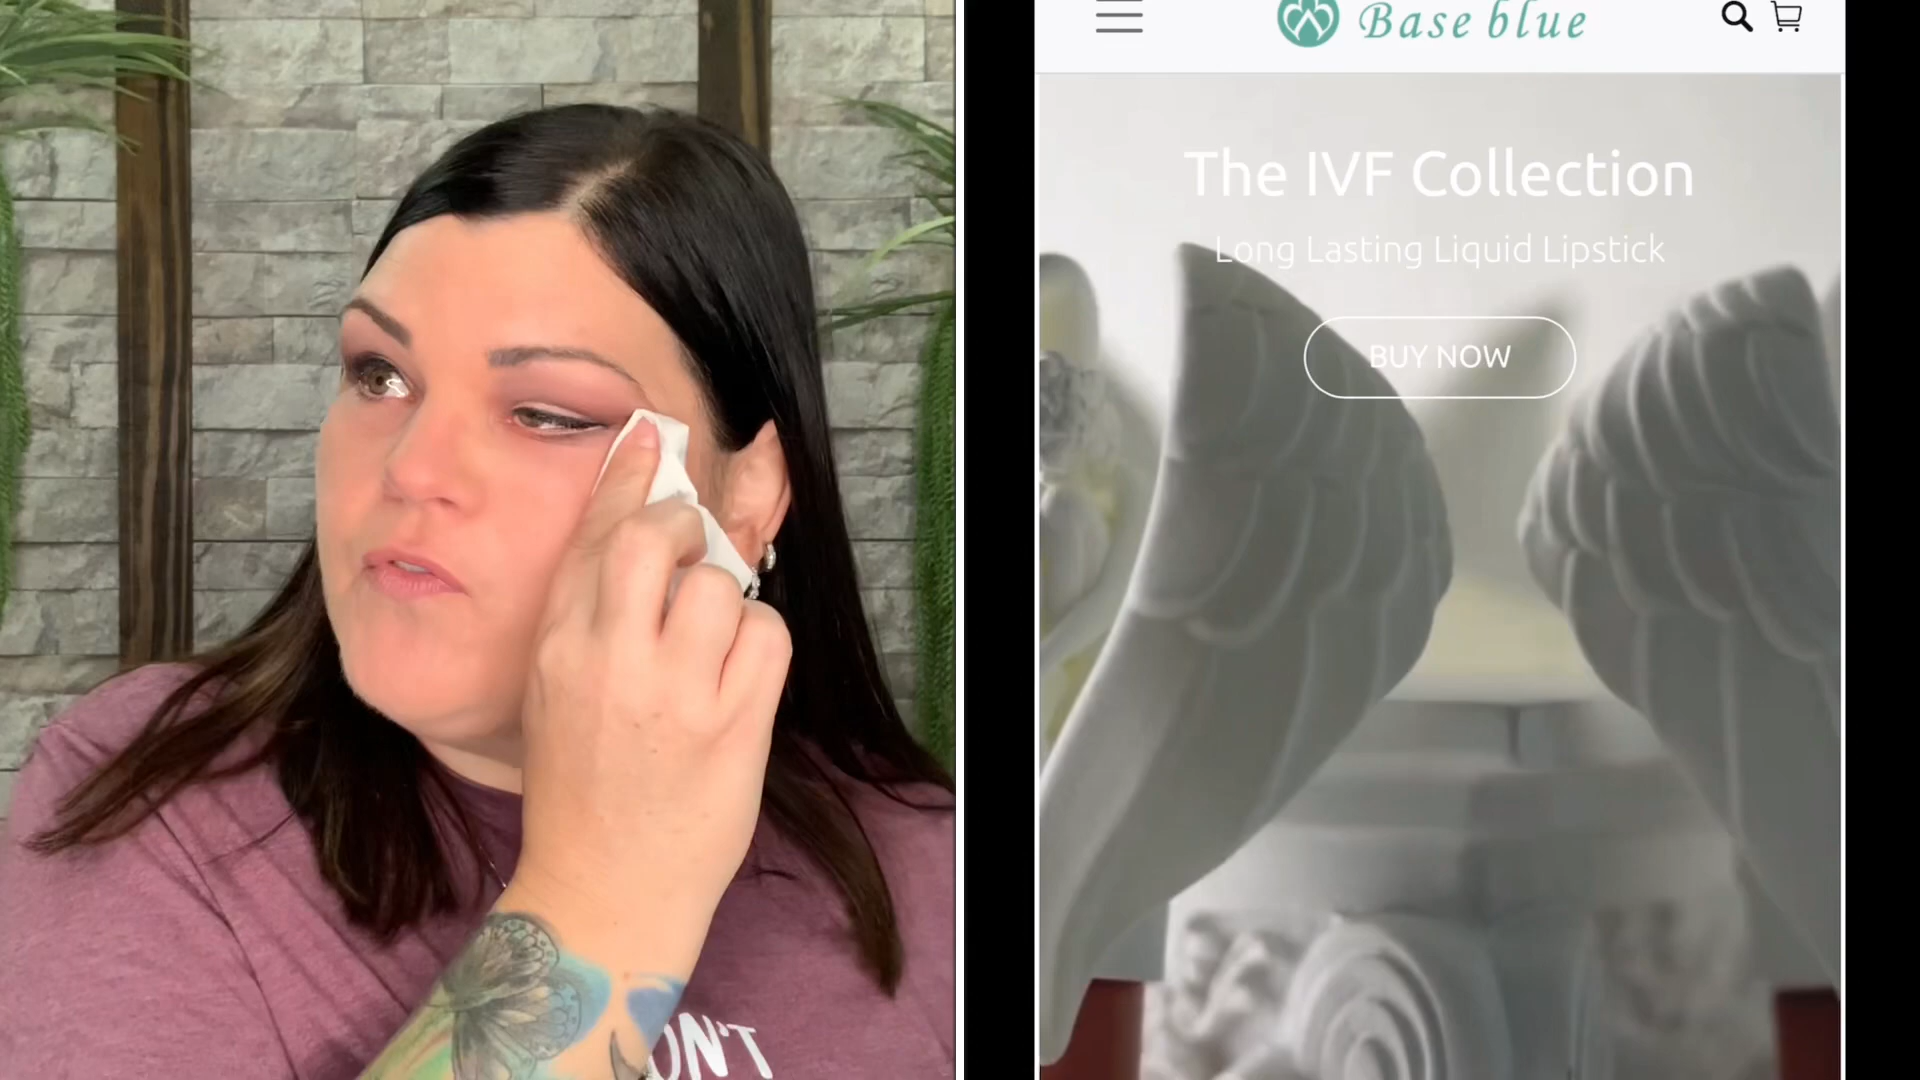 Base blue
The IVF Collection
Long Lasting Liquid Lipstick
BUY NOW
ON'T